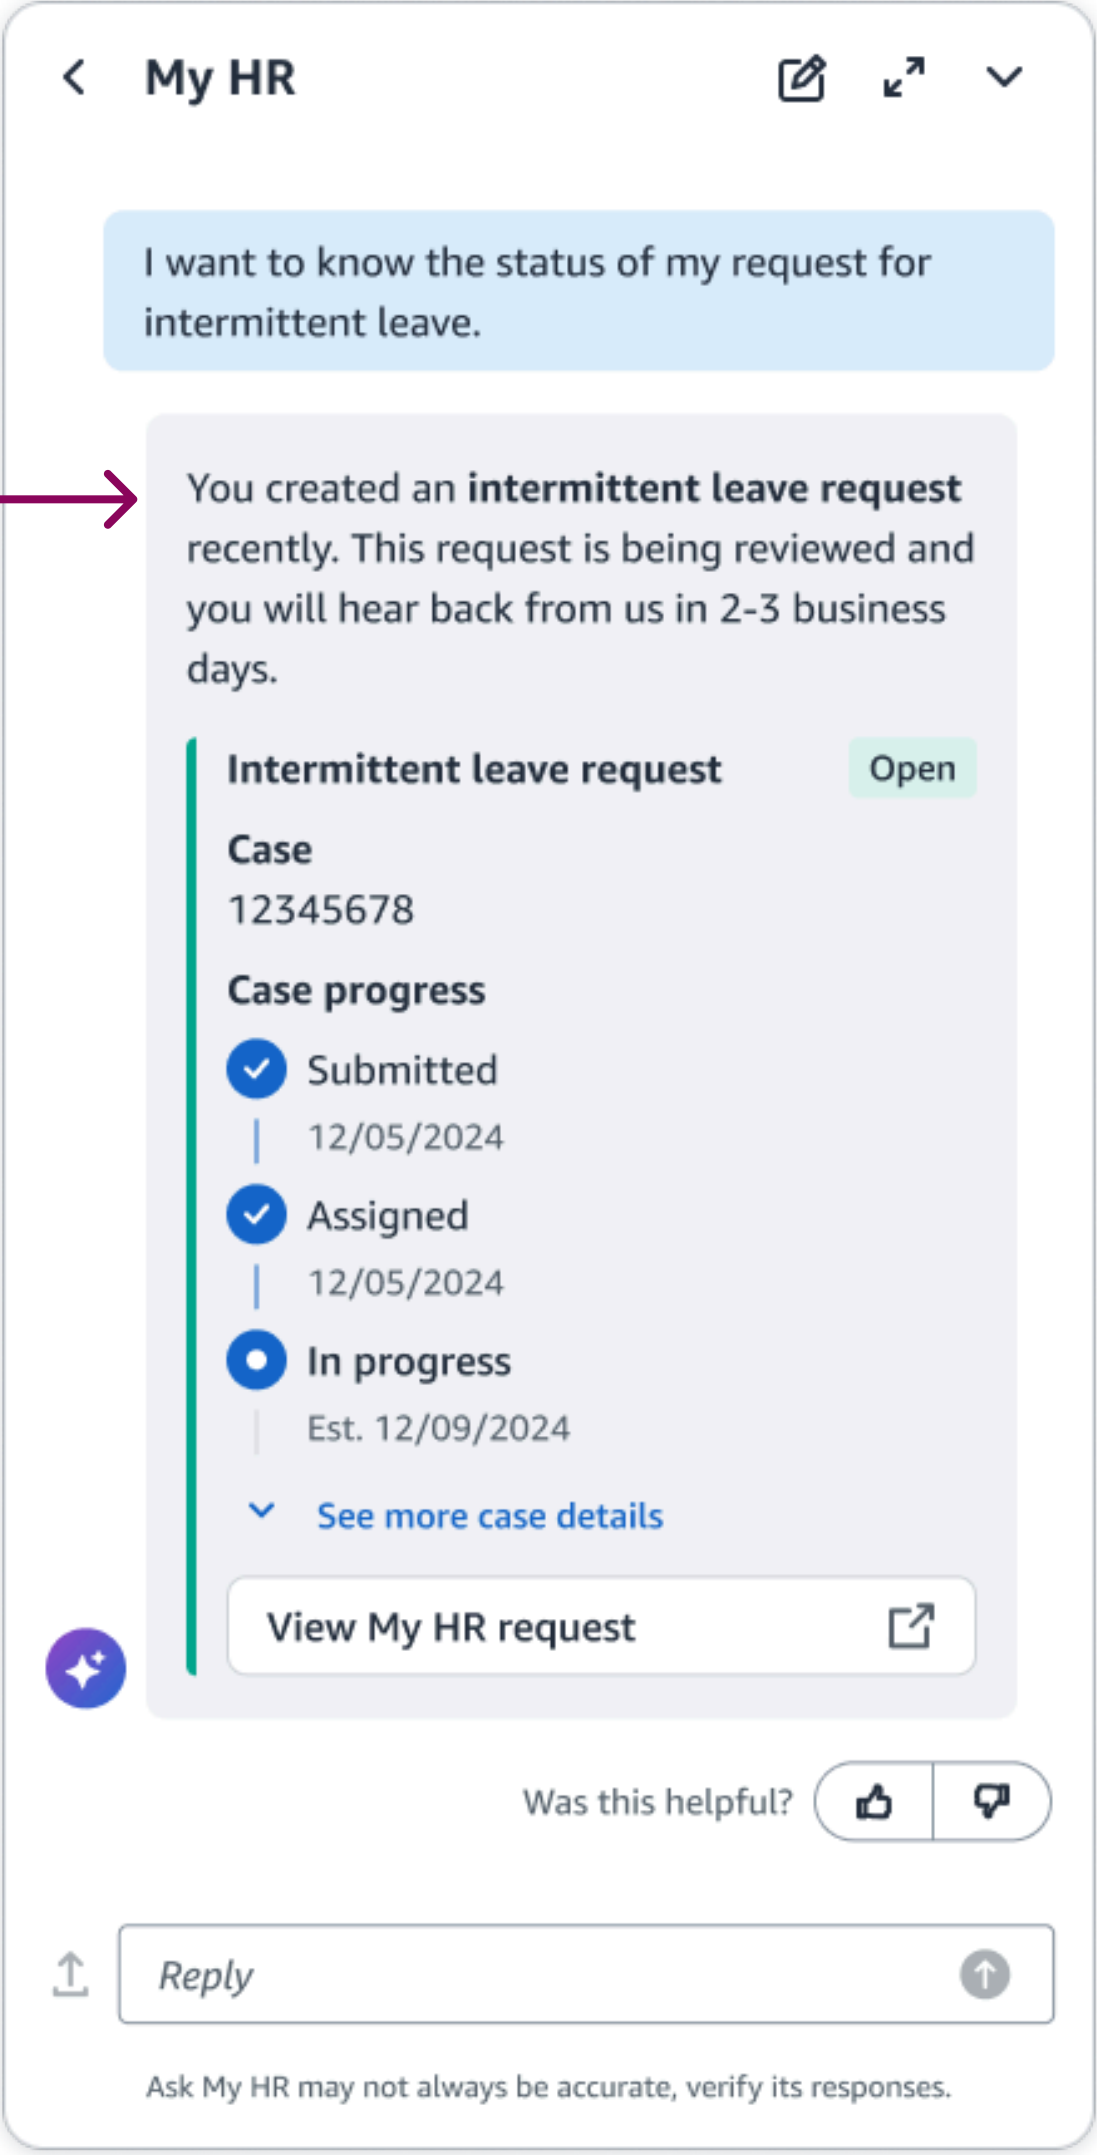 My HR
I want to know the status of my request for
intermittent leave.
You created an intermittent leave request
recently. This request is being reviewed and
you will hear back from us in 2-3 business
days.
Intermittent leave request Open
Case
12345678
Case progress
Submitted
12/05/2024
Assigned
12/05/2024
In progress
Est. 12/09/2024
See more case details
View My HR request
Was this helpful?
Reply
Ask My HR may not always be accurate, verify its responses.